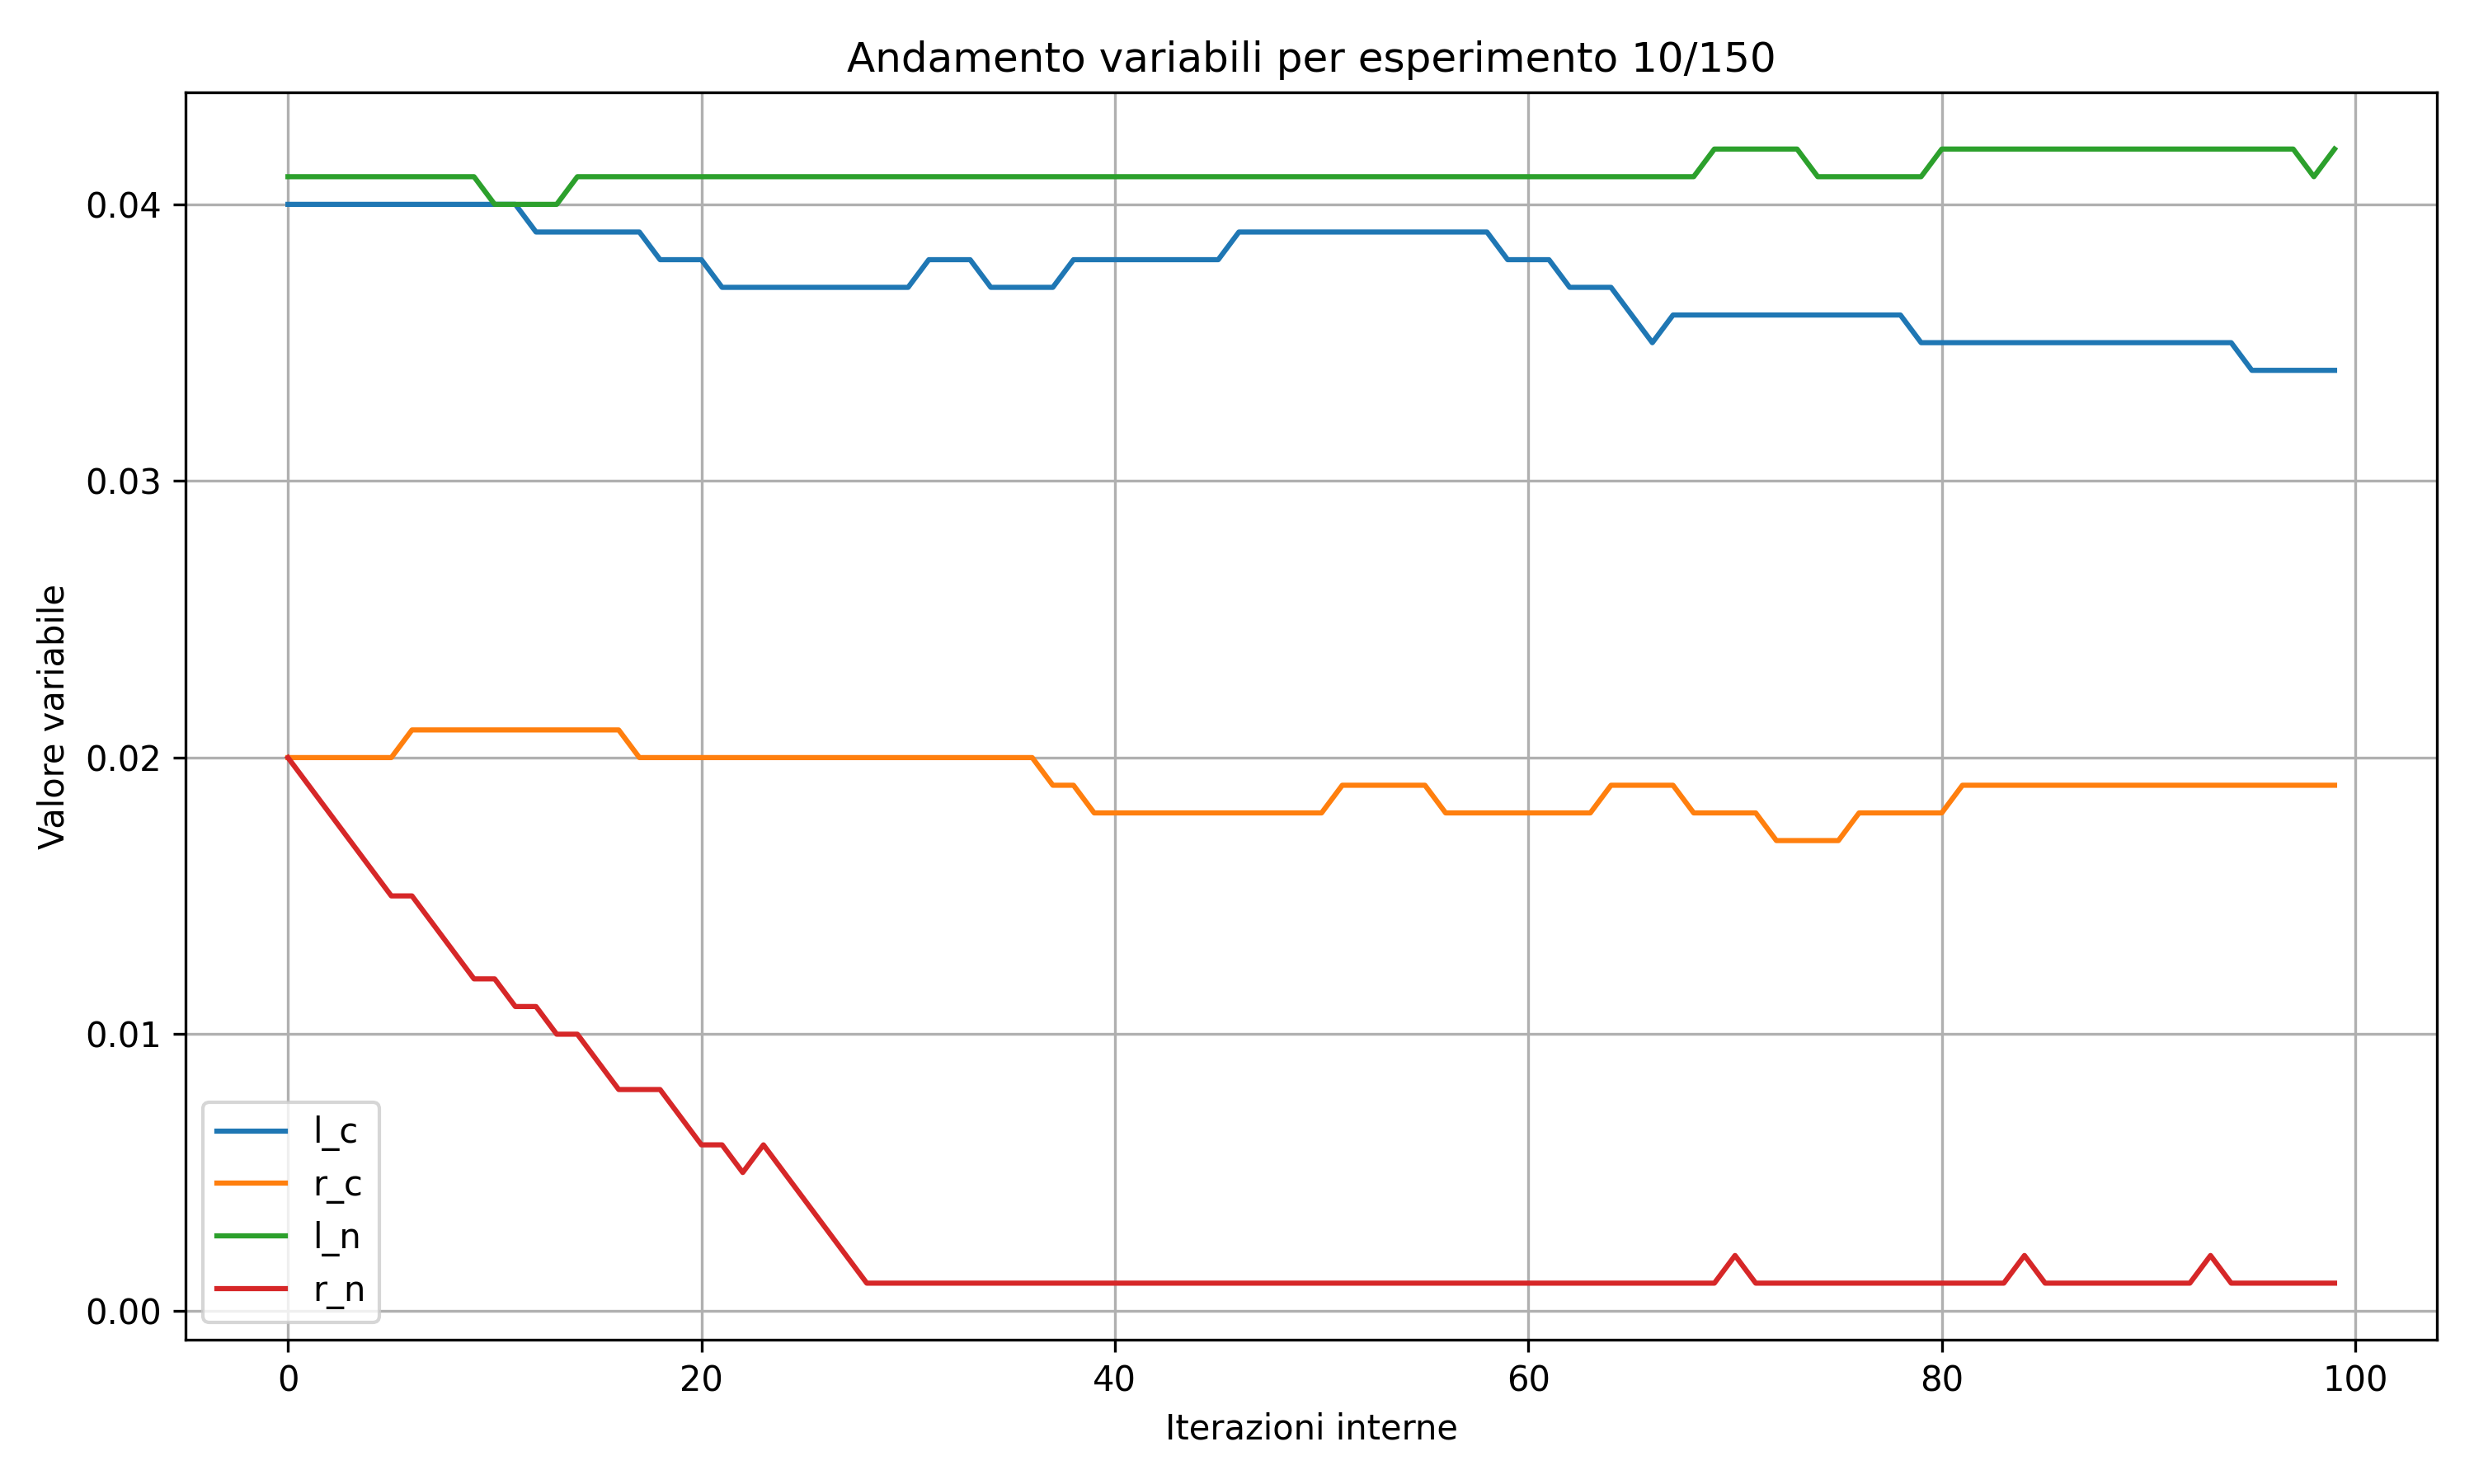 Andamento variabili per esperimento 10/150
Valore variabile
0.04
0.03
0.02
0.01
0.00
l_c
r_c
l_n
r_n
0 20 40 60 80 100
Iterazioni interne